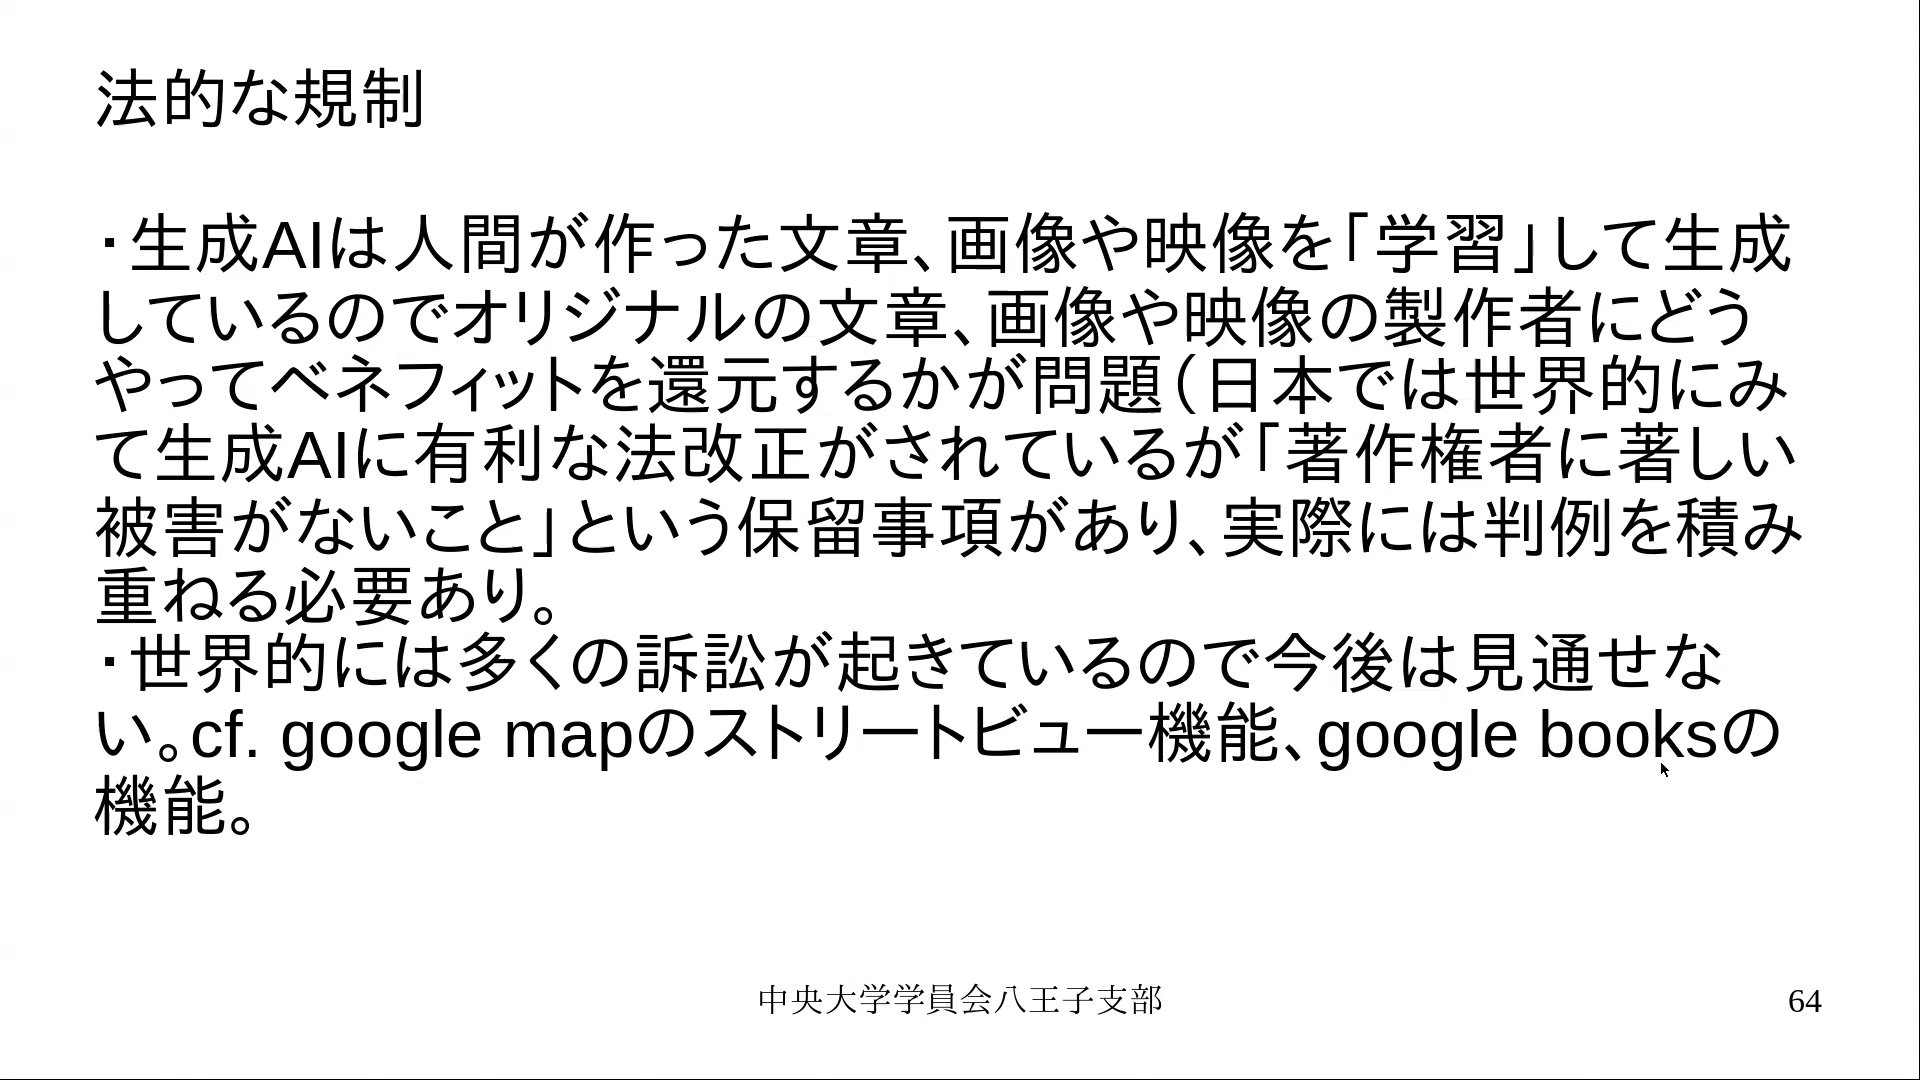 法的な規制
・生成AIは人間が作った文章、画像や映像を「学習」して生成
しているのでオリジナルの文章、画像や映像の製作者にどう
やってベネフィットを還元するかが問題（日本では世界的にみ
て生成AIに有利な法改正がされているが「著作権者に著しい
被害がないこと」という保留事項があり、実際には判例を積み
重ねる必要あり。
・世界的には多くの訴訟が起きているので今後は見通せな
い。cf. google mapのストリートビュー機能、google booksの
機能。
中央大学学員会八王子支部
64